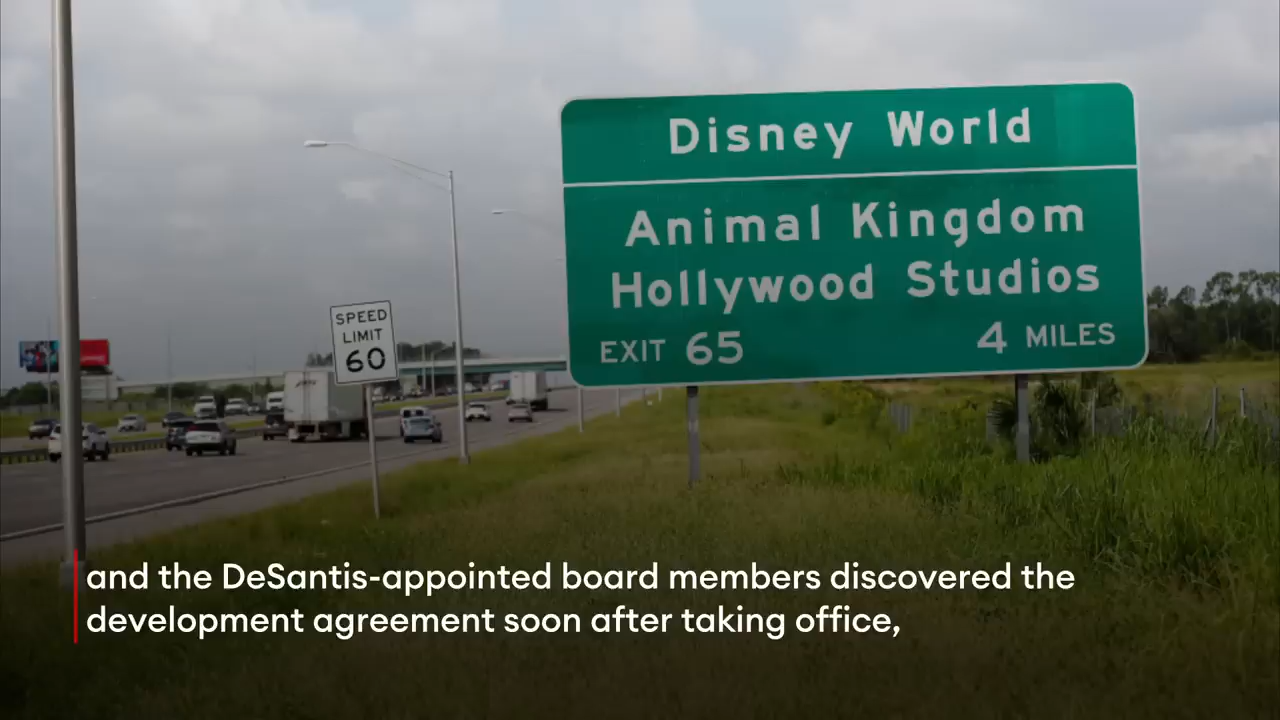 Disney World
Animal Kingdom
Hollywood Studios
EXIT 65 4 MILES
SPEED
LIMIT
60
and the DeSantis-appointed board members discovered the
development agreement soon after taking office,